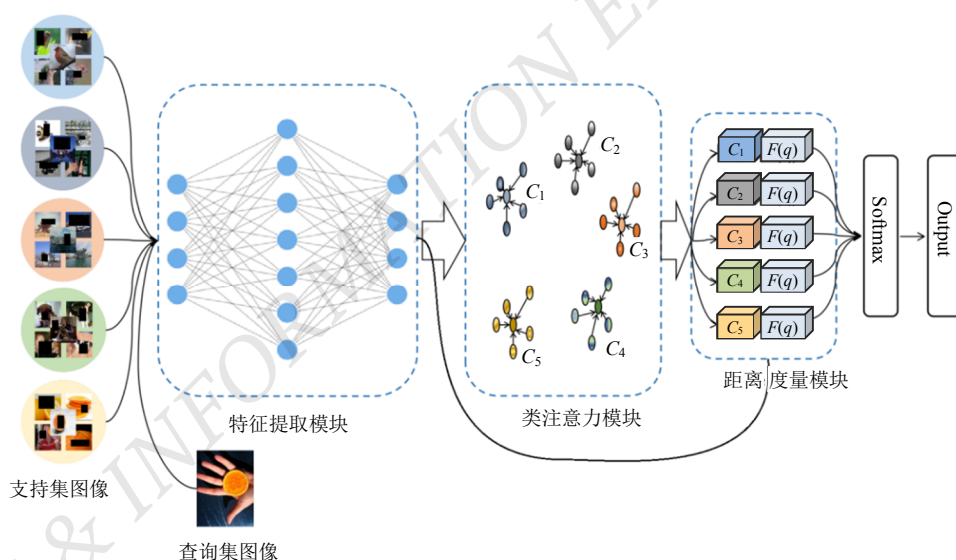 支持集图像
查询集图像
特征提取模块
C1
C2
C3
C4
C5
类注意力模块
C1 F(q)
C2 F(q)
C3 F(q)
C4 F(q)
C5 F(q)
距离 度量模块
Softmax
Output
& INFORMATION